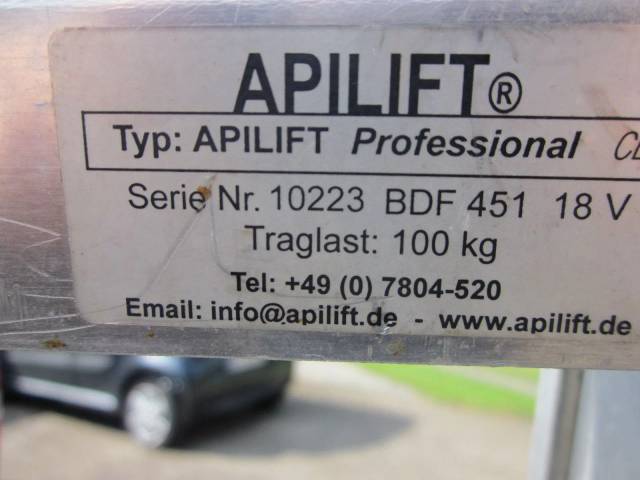 APILIFT®
Typ: APILIFT Professional
Serie Nr. 10223 BDF 451 18 V
Traglast: 100 kg
Tel: +49 (0) 7804-520
Email: info@apilift.de - www.apilift.de